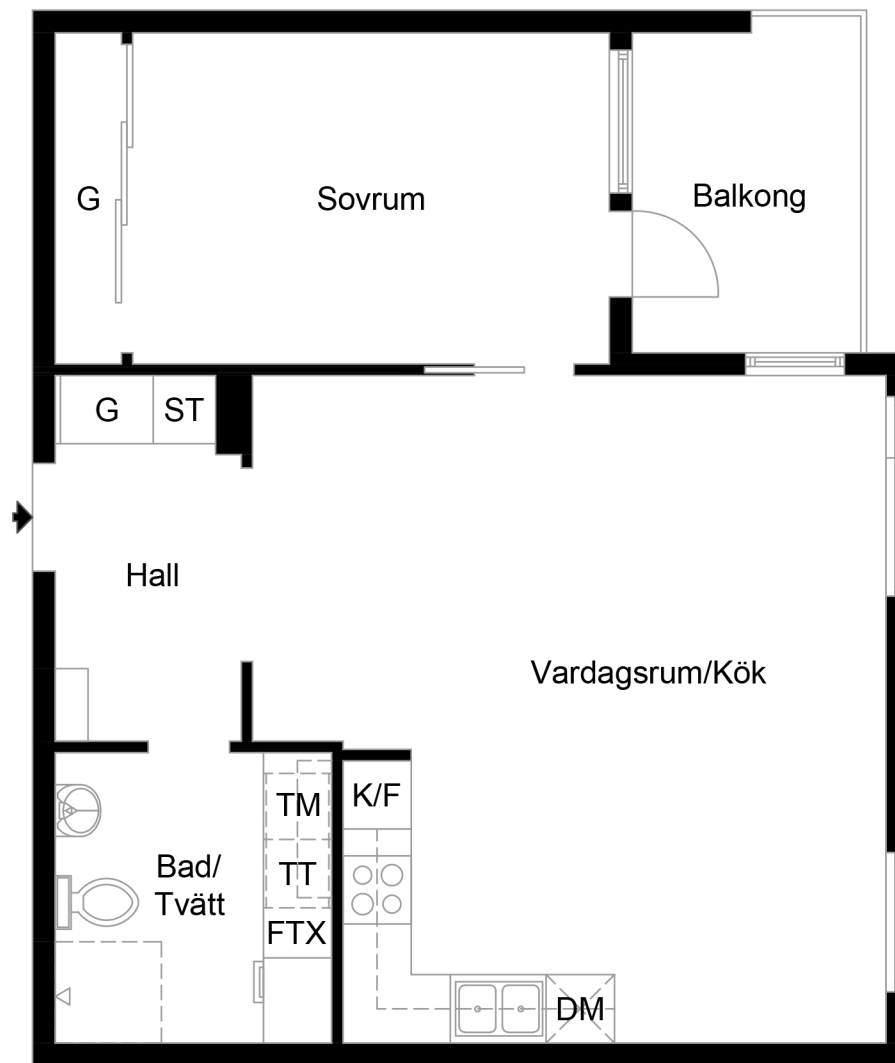 G
Sovrum
Balkong
G
ST
Hall
Vardagsrum/Kök
TM
K/F
Bad/
Tvätt
TT
FTX
DM